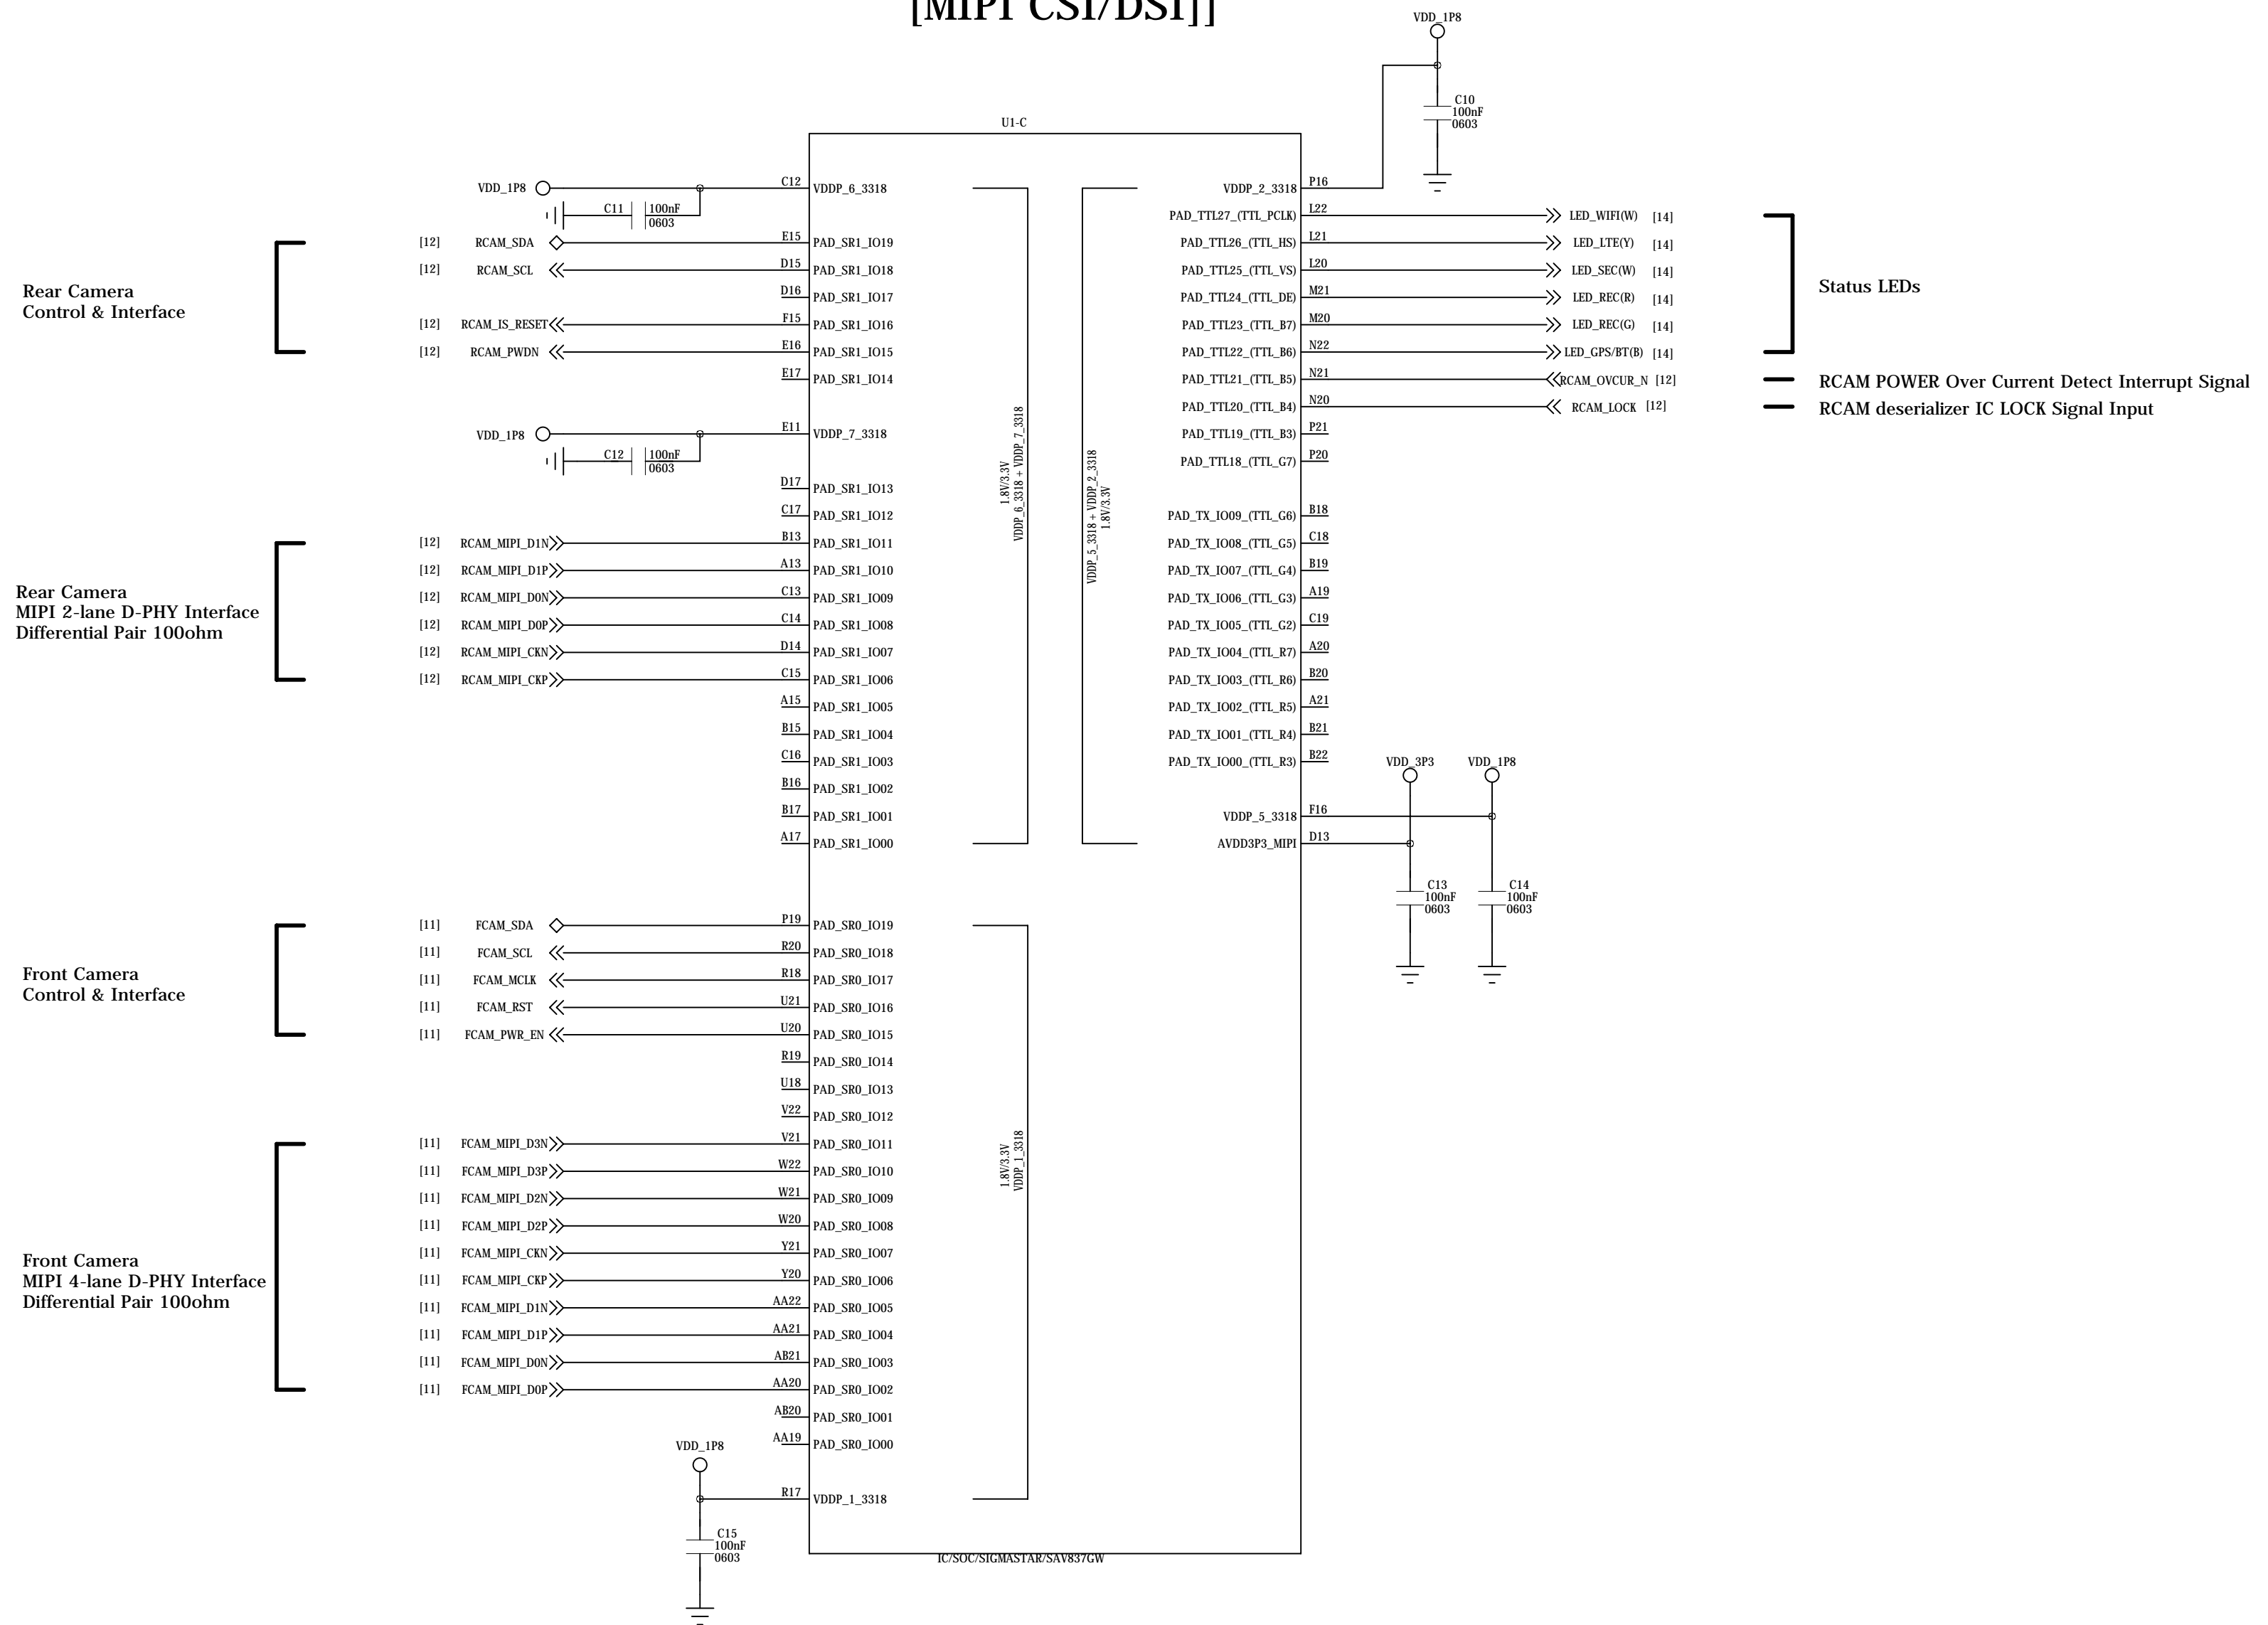 [MIPI CSI/DSI]]
VDD_1P8
C10
100nF
0603
U1-C
VDD_1P8
C12 VDDP_6_3318
C11 100nF
0603
[12] RCAM_SDA E15 PAD_SR1_IO19
[12] RCAM_SCL D15 PAD_SR1_IO18
D16 PAD_SR1_IO17
[12] RCAM_IS_RESET F15 PAD_SR1_IO16
[12] RCAM_PWDN E16 PAD_SR1_IO15
E17 PAD_SR1_IO14
Rear Camera
Control & Interface
VDD_1P8
E11 VDDP_7_3318
C12 100nF
0603
D17 PAD_SR1_IO13
C17 PAD_SR1_IO12
[12] RCAM_MIPI_D1N B13 PAD_SR1_IO11
[12] RCAM_MIPI_D1P A13 PAD_SR1_IO10
[12] RCAM_MIPI_D0N C13 PAD_SR1_IO09
[12] RCAM_MIPI_D0P C14 PAD_SR1_IO08
[12] RCAM_MIPI_CKN D14 PAD_SR1_IO07
[12] RCAM_MIPI_CKP C15 PAD_SR1_IO06
Rear Camera
MIPI 2-lane D-PHY Interface
Differential Pair 100ohm
A15 PAD_SR1_IO05
B15 PAD_SR1_IO04
C16 PAD_SR1_IO03
B16 PAD_SR1_IO02
B17 PAD_SR1_IO01
A17 PAD_SR1_IO00
1.8V/3.3V
VDDP_6_3318 + VDDP_7_3318
[11] FCAM_SDA P19 PAD_SR0_IO19
[11] FCAM_SCL R20 PAD_SR0_IO18
[11] FCAM_MCLK R18 PAD_SR0_IO17
[11] FCAM_RST U21 PAD_SR0_IO16
[11] FCAM_PWR_EN U20 PAD_SR0_IO15
Front Camera
Control & Interface
R19 PAD_SR0_IO14
U18 PAD_SR0_IO13
V22 PAD_SR0_IO12
[11] FCAM_MIPI_D3N V21 PAD_SR0_IO11
[11] FCAM_MIPI_D3P W22 PAD_SR0_IO10
[11] FCAM_MIPI_D2N W21 PAD_SR0_IO09
[11] FCAM_MIPI_D2P W20 PAD_SR0_IO08
[11] FCAM_MIPI_CKN Y21 PAD_SR0_IO07
[11] FCAM_MIPI_CKP Y20 PAD_SR0_IO06
[11] FCAM_MIPI_D1N AA22 PAD_SR0_IO05
[11] FCAM_MIPI_D1P AA21 PAD_SR0_IO04
[11] FCAM_MIPI_D0N AB21 PAD_SR0_IO03
[11] FCAM_MIPI_D0P AA20 PAD_SR0_IO02
Front Camera
MIPI 4-lane D-PHY Interface
Differential Pair 100ohm
AB20 PAD_SR0_IO01
AA19 PAD_SR0_IO00
1.8V/3.3V
VDDP_1_3318
VDD_1P8
R17 VDDP_1_3318
C15
100nF
0603
VDDP_2_3318 P16
PAD_TTL27_(TTL_PCLK) L22 LED_WIFI(W) [14]
PAD_TTL26_(TTL_HS) L21 LED_LTE(Y) [14]
PAD_TTL25_(TTL_VS) L20 LED_SEC(W) [14]
PAD_TTL24_(TTL_DE) M21 LED_REC(R) [14]
PAD_TTL23_(TTL_B7) M20 LED_REC(G) [14]
PAD_TTL22_(TTL_B6) N22 LED_GPS/BT(B) [14]
Status LEDs
PAD_TTL21_(TTL_B5) N21 RCAM_OVCUR_N [12] RCAM POWER Over Current Detect Interrupt Signal
PAD_TTL20_(TTL_B4) N20 RCAM_LOCK [12] RCAM deserializer IC LOCK Signal Input
PAD_TTL19_(TTL_B3) P21
PAD_TTL18_(TTL_G7) P20
PAD_TX_IO09_(TTL_G6) B18
PAD_TX_IO08_(TTL_G5) C18
PAD_TX_IO07_(TTL_G4) B19
PAD_TX_IO06_(TTL_G3) A19
PAD_TX_IO05_(TTL_G2) C19
PAD_TX_IO04_(TTL_R7) A20
PAD_TX_IO03_(TTL_R6) B20
PAD_TX_IO02_(TTL_R5) A21
PAD_TX_IO01_(TTL_R4) B21
PAD_TX_IO00_(TTL_R3) B22
VDDP_5_3318 + VDDP_2_3318
1.8V/3.3V
VDD_3P3 VDD_1P8
VDDP_5_3318 F16
AVDD3P3_MIPI D13
C13
100nF
0603
C14
100nF
0603
IC/SOC/SIGMASTAR/SAV837GW